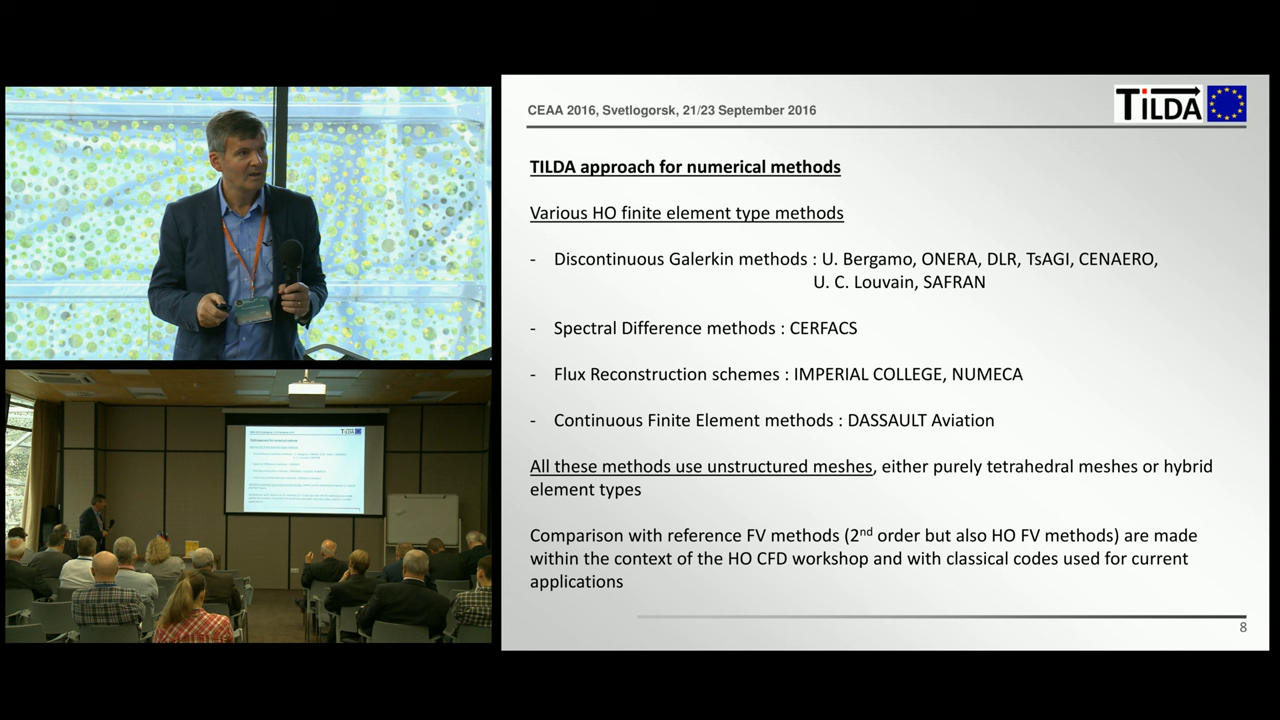 CEAA 2016, Svetlogorsk, 21/23 September 2016
TILDA
TILDA approach for numerical methods
Various HO finite element type methods
- Discontinuous Galerkin methods : U. Bergamo, ONERA, DLR, TsAGI, CENAERO,
U. C. Louvain, SAFRAN
- Spectral Difference methods : CERFACS
- Flux Reconstruction schemes : IMPERIAL COLLEGE, NUMECA
- Continuous Finite Element methods : DASSAULT Aviation
All these methods use unstructured meshes, either purely tetrahedral meshes or hybrid
element types
Comparison with reference FV methods (2nd order but also HO FV methods) are made
within the context of the HO CFD workshop and with classical codes used for current
applications
8